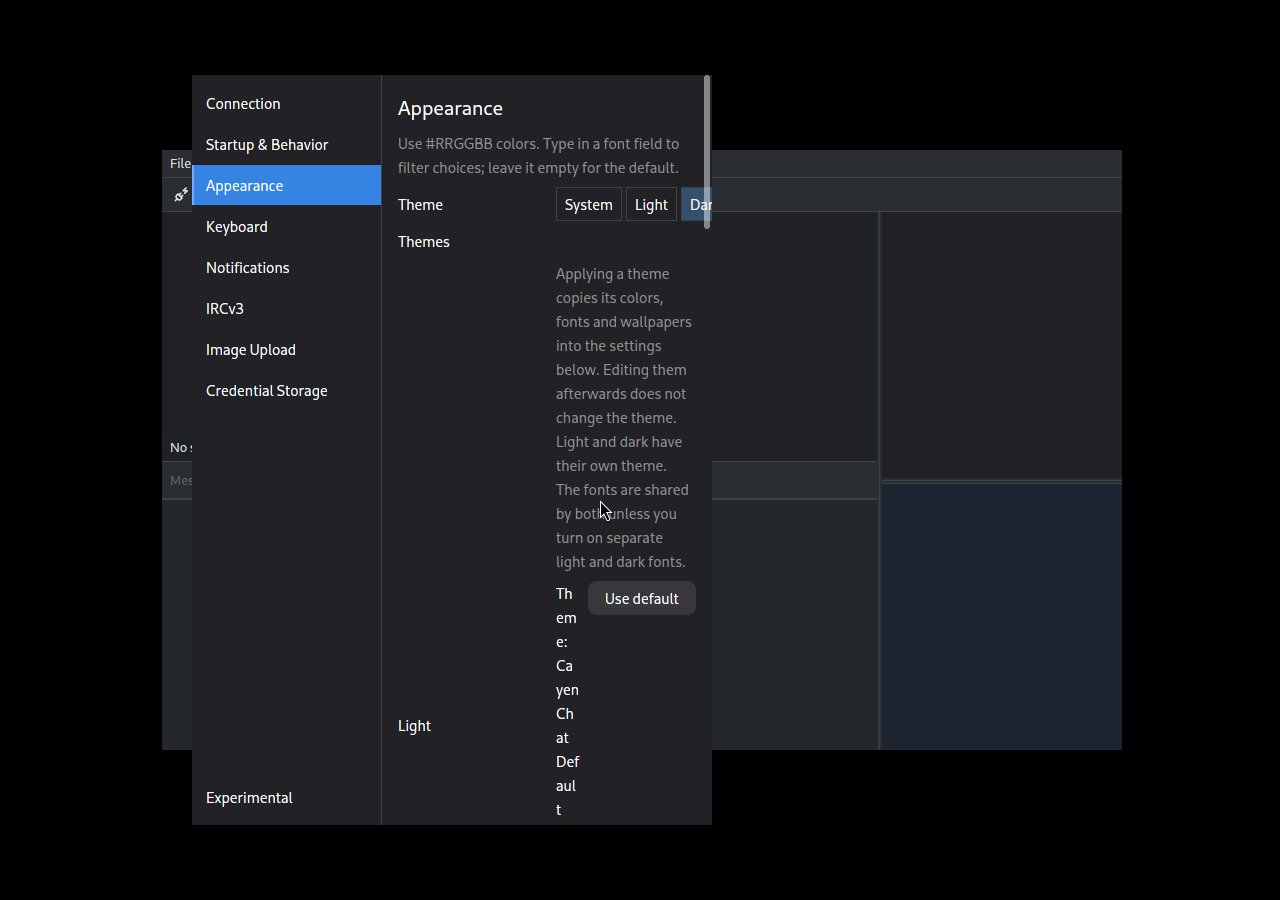 Connection
Startup & Behavior
Appearance
Keyboard
Notifications
IRCv3
Image Upload
Credential Storage
Experimental
File
No
Mes
Appearance
Use #RRGGBB colors. Type in a font field to
filter choices; leave it empty for the default.
Theme
System
Light
Dar
Themes
Applying a theme
copies its colors,
fonts and wallpapers
into the settings
below. Editing them
afterwards does not
change the theme.
Light and dark have
their own theme.
The fonts are shared
by both unless you
turn on separate
light and dark fonts.
Light
Th
em
e:
Ca
yen
Ch
at
Def
aul
t
Use default